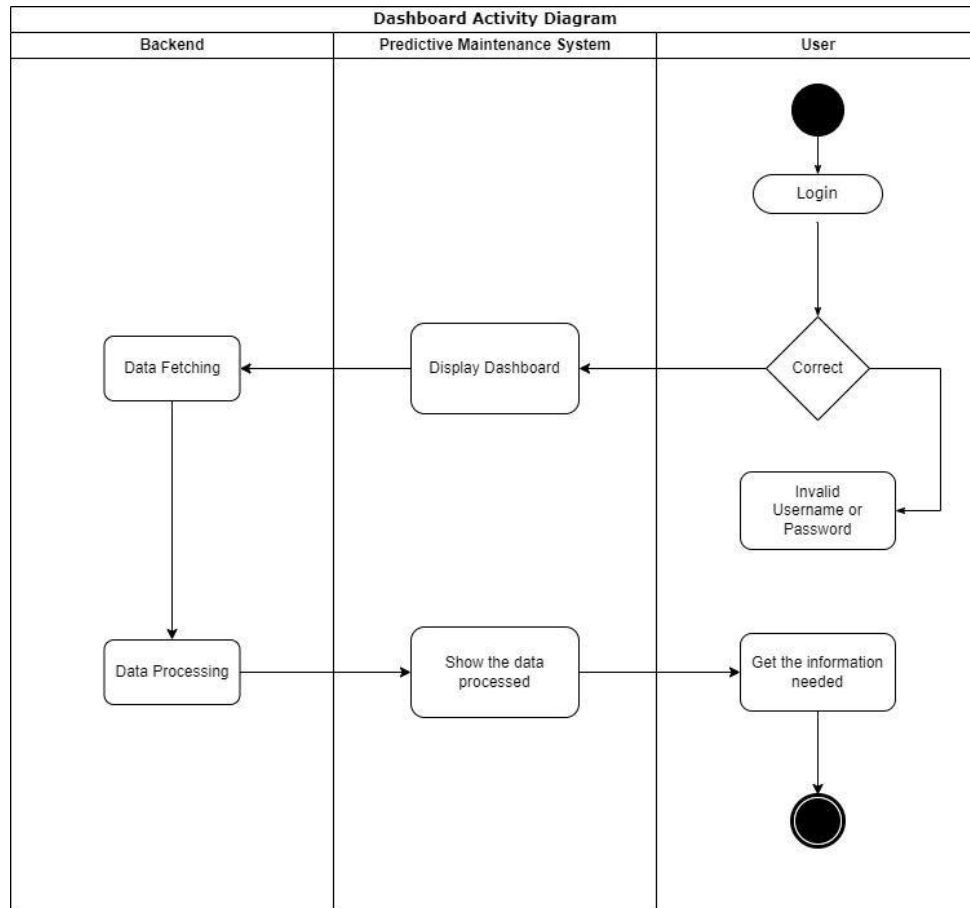 Dashboard Activity Diagram
Backend
Predictive Maintenance System
User
Login
Data Fetching
Display Dashboard
Correct
Invalid
Username or
Password
Data Processing
Show the data
processed
Get the information
needed